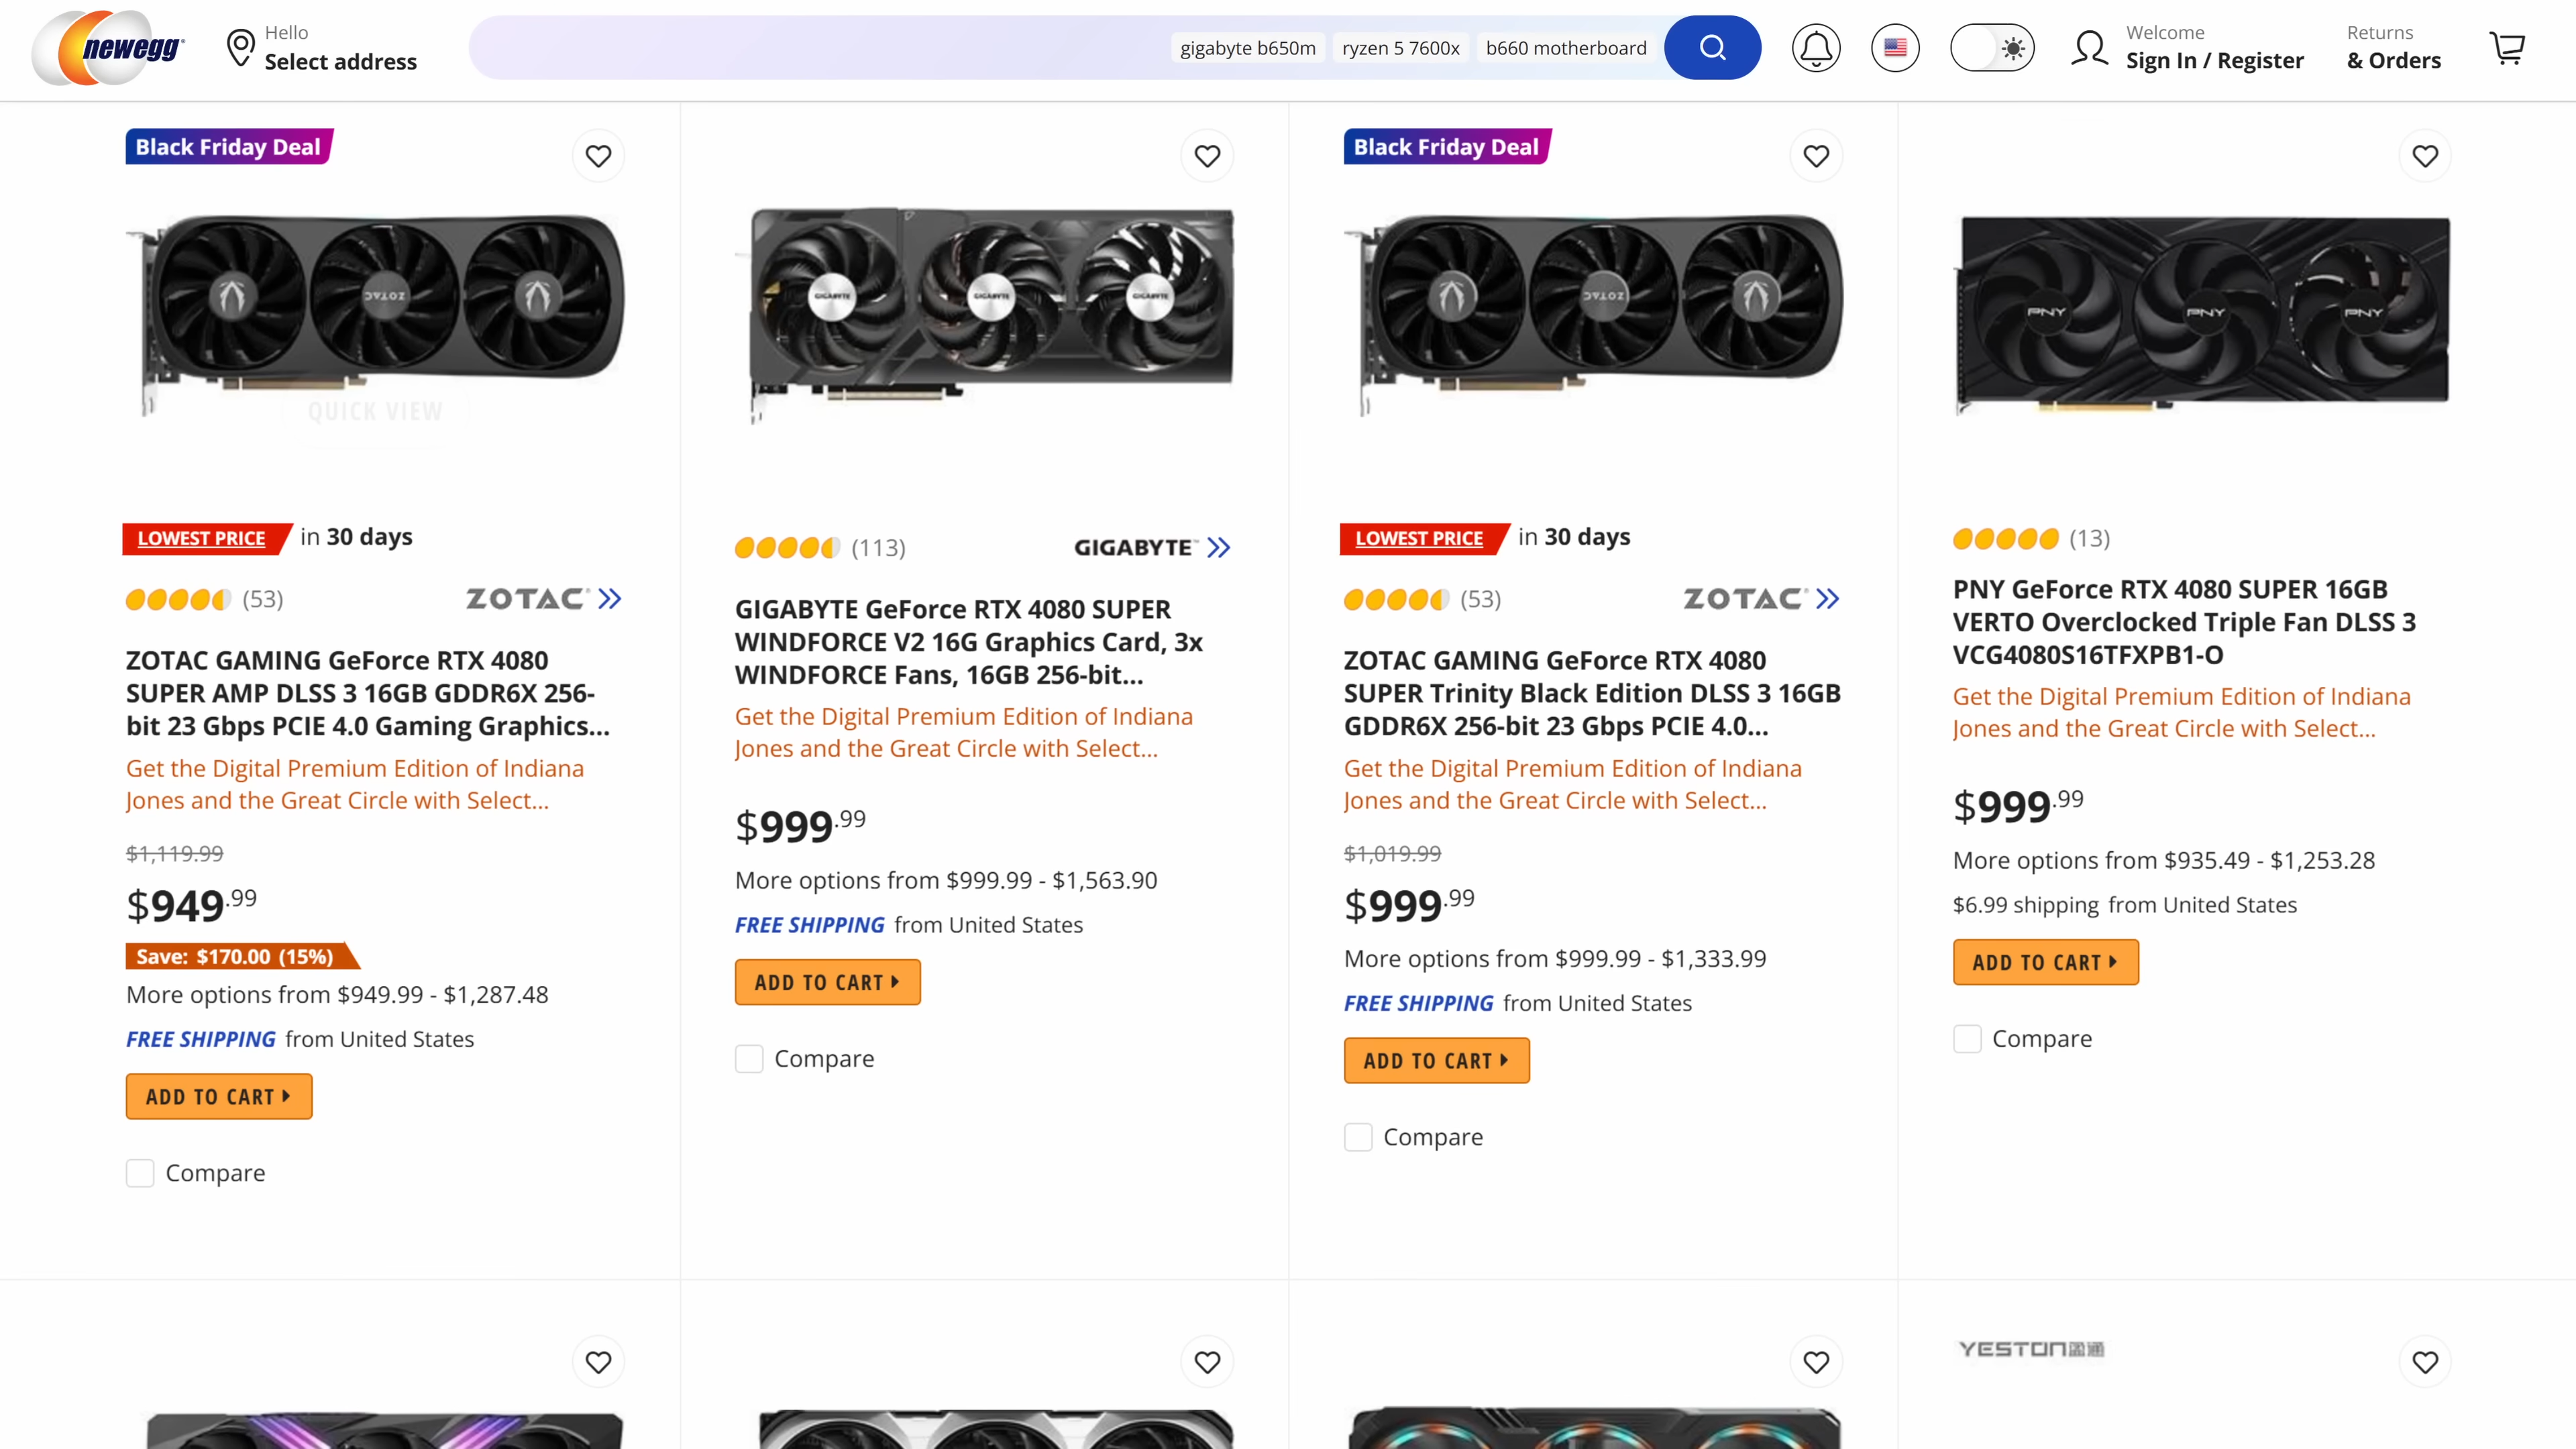 newegg
Hello
Select address
gigabyte b650m
ryzen 5 7600x
b660 motherboard
Welcome
Sign In / Register
Returns
& Orders
Black Friday Deal
ZOTAC
QUICK VIEW
LOWEST PRICE in 30 days
(53)
ZOTAC
ZOTAC GAMING GeForce RTX 4080
SUPER AMP DLSS 3 16GB GDDR6X 256-
bit 23 Gbps PCIE 4.0 Gaming Graphics...
Get the Digital Premium Edition of Indiana
Jones and the Great Circle with Select...
$1,119.99
$949.99
Save: $170.00 (15%)
More options from $949.99 - $1,287.48
FREE SHIPPING from United States
ADD TO CART
Compare
GIGABYTE
GIGABYTE
GIGABYTE
(113)
GIGABYTE
GIGABYTE GeForce RTX 4080 SUPER
WINDFORCE V2 16G Graphics Card, 3x
WINDFORCE Fans, 16GB 256-bit...
Get the Digital Premium Edition of Indiana
Jones and the Great Circle with Select...
$999.99
More options from $999.99 - $1,563.90
FREE SHIPPING from United States
ADD TO CART
Compare
Black Friday Deal
ZOTAC
LOWEST PRICE in 30 days
(53)
ZOTAC
ZOTAC GAMING GeForce RTX 4080
SUPER Trinity Black Edition DLSS 3 16GB
GDDR6X 256-bit 23 Gbps PCIE 4.0...
Get the Digital Premium Edition of Indiana
Jones and the Great Circle with Select...
$1,019.99
$999.99
More options from $999.99 - $1,333.99
FREE SHIPPING from United States
ADD TO CART
Compare
PNY
PNY
PNY
(13)
PNY GeForce RTX 4080 SUPER 16GB
VERTO Overclocked Triple Fan DLSS 3
VCG4080S16TFXPB1-O
Get the Digital Premium Edition of Indiana
Jones and the Great Circle with Select...
$999.99
More options from $935.49 - $1,253.28
$6.99 shipping from United States
ADD TO CART
Compare
YESTON盈通